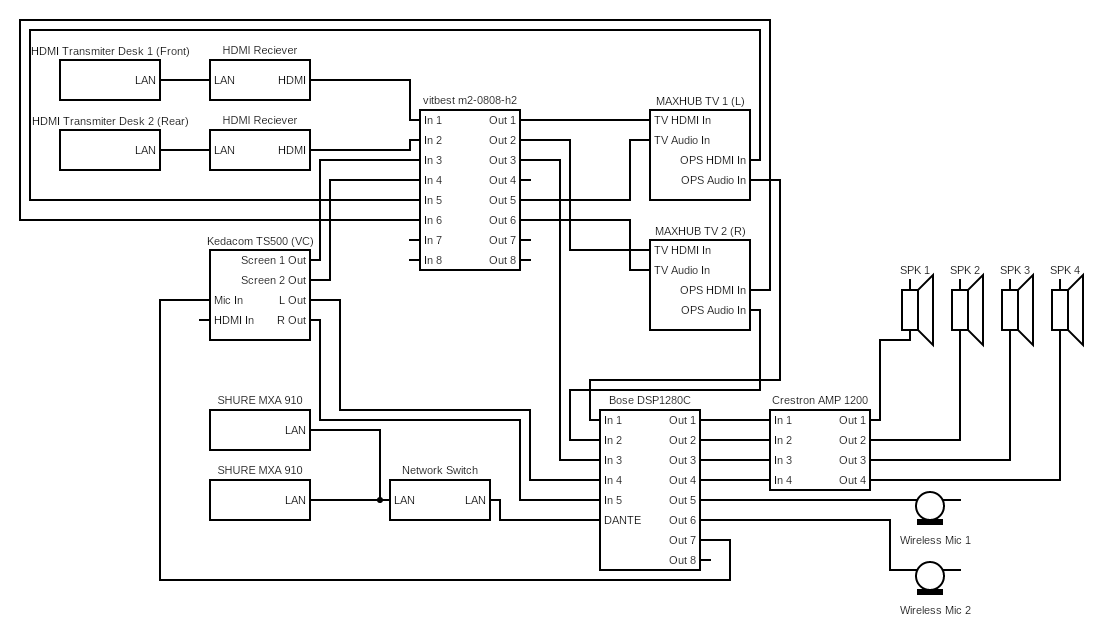 HDMI Transmiter Desk 1 (Front)
LAN
HDMI Reciever
LAN HDMI
HDMI Transmiter Desk 2 (Rear)
LAN
HDMI Reciever
LAN HDMI
vitbest m2-0808-h2
In 1 Out 1
In 2 Out 2
In 3 Out 3
In 4 Out 4
In 5 Out 5
In 6 Out 6
In 7 Out 7
In 8 Out 8
MAXHUB TV 1 (L)
TV HDMI In
TV Audio In
OPS HDMI In
OPS Audio In
MAXHUB TV 2 (R)
TV HDMI In
TV Audio In
OPS HDMI In
OPS Audio In
Kedacom TS500 (VC)
Screen 1 Out
Screen 2 Out
Mic In L Out
HDMI In R Out
SPK 1
SPK 2
SPK 3
SPK 4
SHURE MXA 910
LAN
SHURE MXA 910
LAN
Network Switch
LAN LAN
Bose DSP1280C
In 1 Out 1
In 2 Out 2
In 3 Out 3
In 4 Out 4
In 5 Out 5
DANTE Out 6
Out 7
Out 8
Crestron AMP 1200
In 1 Out 1
In 2 Out 2
In 3 Out 3
In 4 Out 4
Wireless Mic 1
Wireless Mic 2